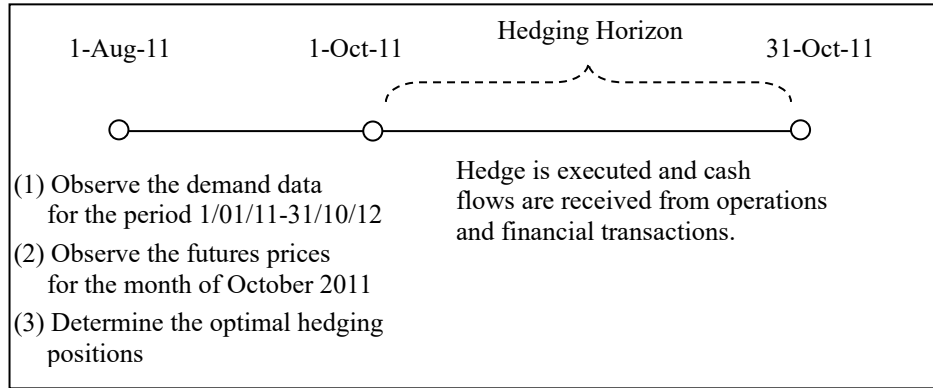 Hedging Horizon
1-Aug-11
1-Oct-11
31-Oct-11
(1) Observe the demand data
for the period 1/01/11-31/10/12
(2) Observe the futures prices
for the month of October 2011
(3) Determine the optimal hedging
positions
Hedge is executed and cash
flows are received from operations
and financial transactions.